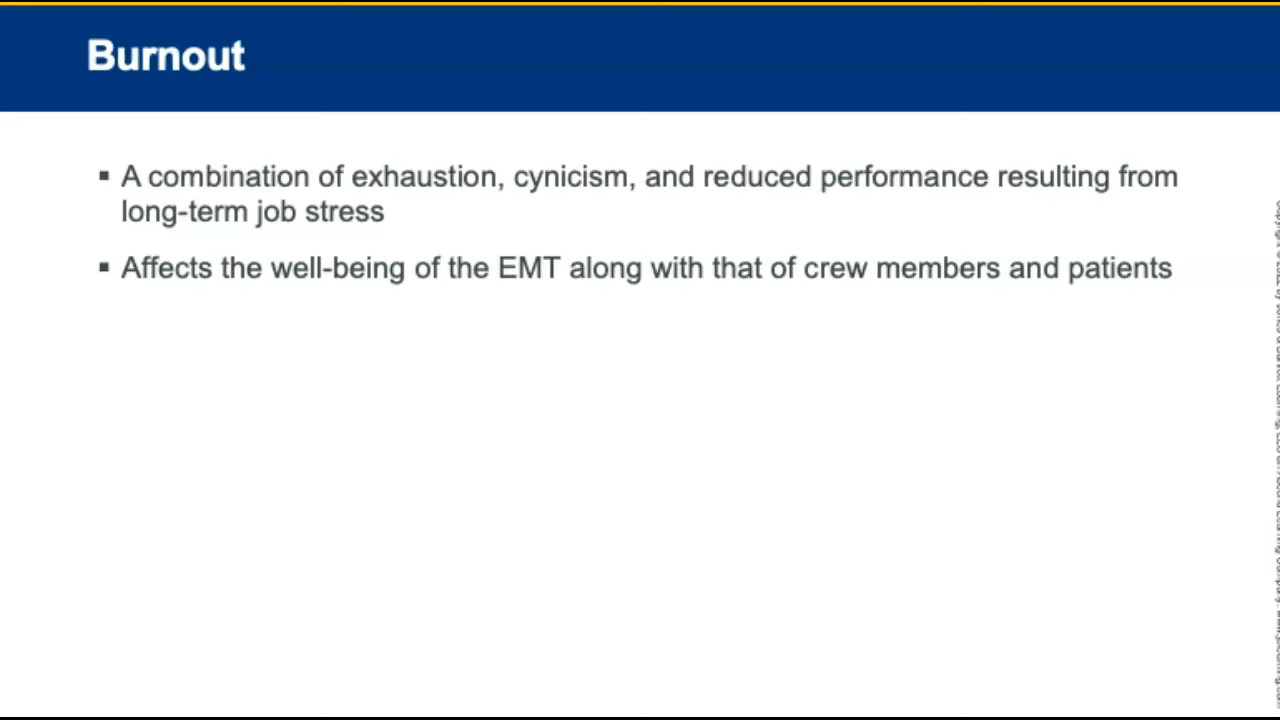 Burnout
▪ A combination of exhaustion, cynicism, and reduced performance resulting from
long-term job stress
▪ Affects the well-being of the EMT along with that of crew members and patients